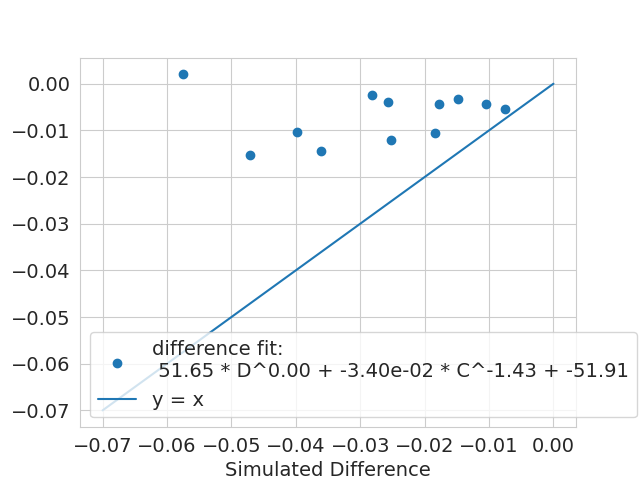 0.00
−0.01
−0.02
−0.03
−0.04
−0.05
−0.06
−0.07
difference fit:
51.65 * D^0.00 + -3.40e-02 * C^-1.43 + -51.91
y = x
−0.07 −0.06 −0.05 −0.04 −0.03 −0.02 −0.01 0.00
Simulated Difference